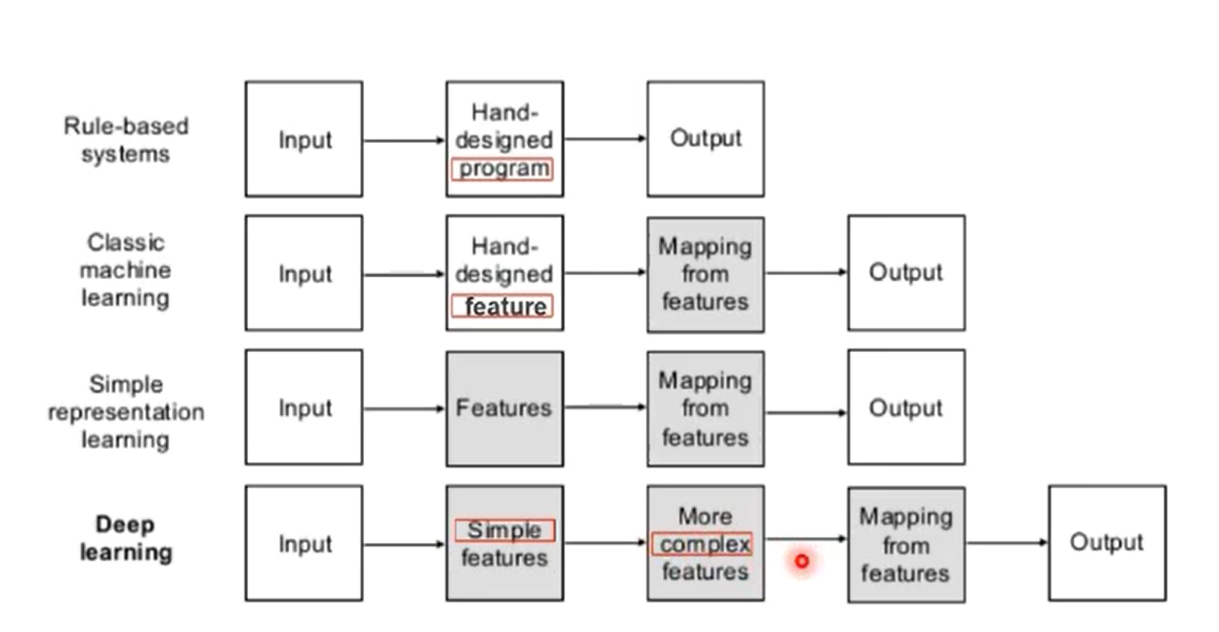 Rule-based
systems
Input
Hand-
designed
program
Output
Classic
machine
learning
Input
Hand-
designed
feature
Mapping
from
features
Output
Simple
representation
learning
Input
Features
Mapping
from
features
Output
Deep
learning
Input
Simple
features
More
complex
features
Mapping
from
features
Output